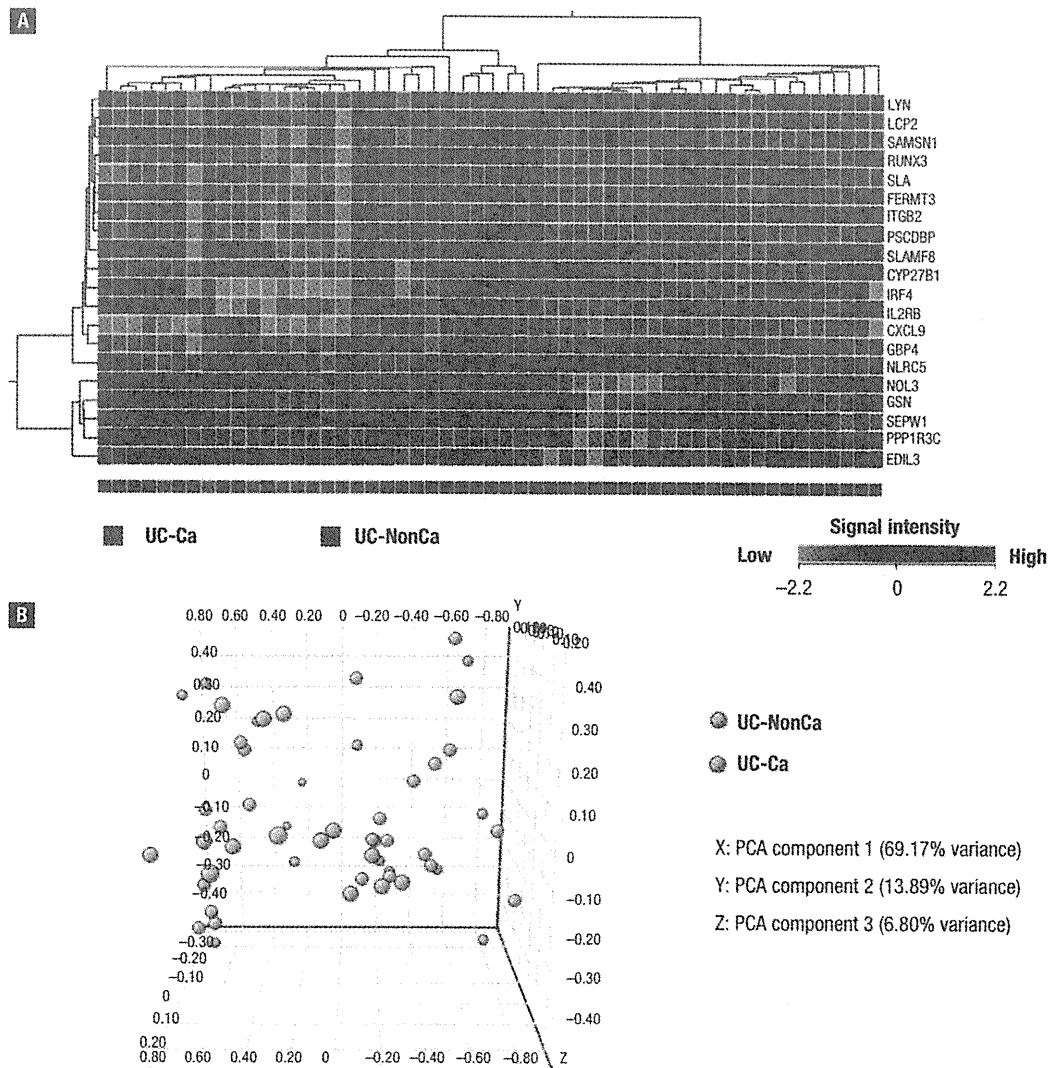 A
LYN
LCP2
SAMSN1
RUNX3
SLA
FERMT3
ITGB2
PSCDBP
SLAMF8
CYP27B1
IRF4
IL2RB
CXCL9
GBP4
NLRC5
NOL3
GSN
SEPW1
PPP1R3C
EDIL3
UC-Ca UC-NonCa
Signal intensity
Low High
−2.2 0 2.2
B
Y
0.80 0.60 0.40 0.20 0 −0.20 −0.40 −0.60 −0.80
0.10
0.20
0.40
0.30
0.20
0.10
0
−0.10
−0.20
−0.30
−0.40
0.40
0.30
0.20
0.10
0
−0.10
−0.20
−0.30
−0.40
−0.30
−0.20
−0.10
0
0.10
0.20
0.80 0.60 0.40 0.20 0 −0.20 −0.40 −0.60 −0.80 Z
UC-NonCa
UC-Ca
X: PCA component 1 (69.17% variance)
Y: PCA component 2 (13.89% variance)
Z: PCA component 3 (6.80% variance)